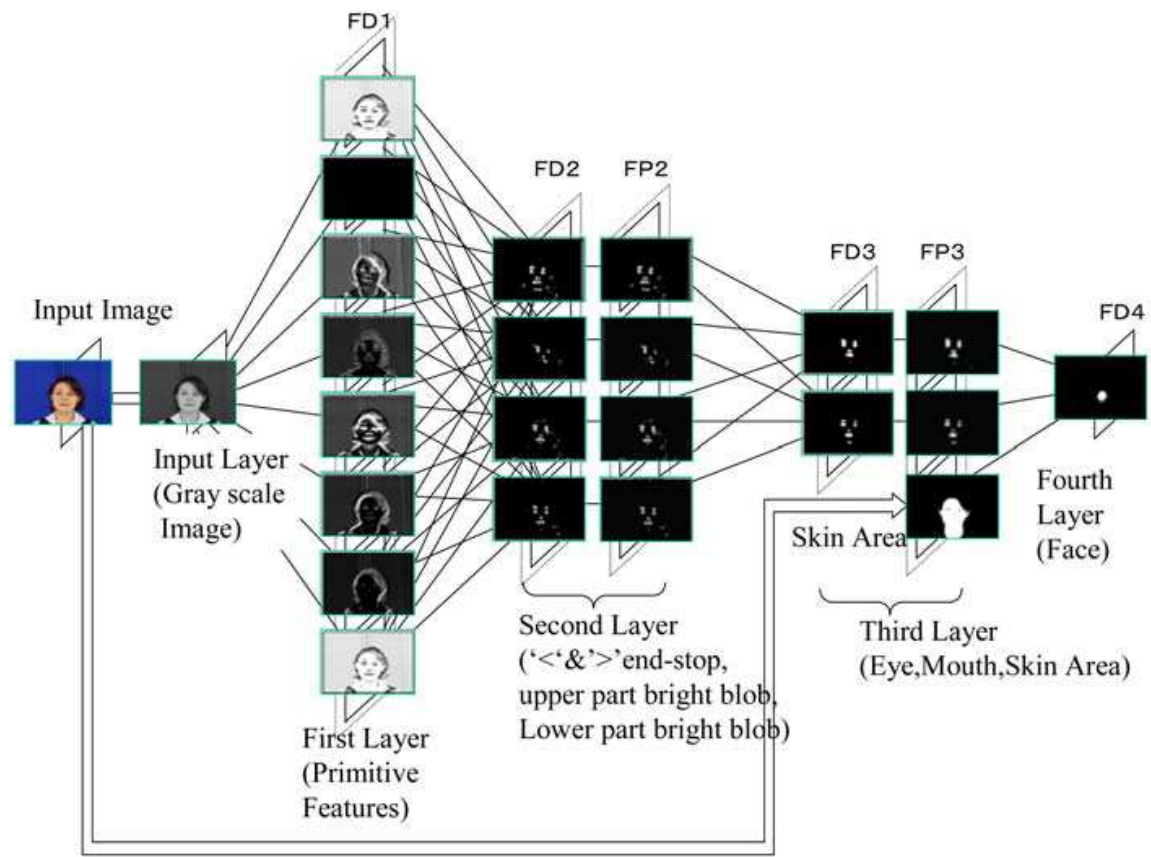 FD1
FD2
FP2
FD3
FP3
FD4
Input Image
Input Layer
(Gray scale
Image)
Skin Area
Fourth
Layer
(Face)
Second Layer
(‘<‘&’>’end-stop,
upper part bright blob,
Lower part bright blob)
Third Layer
(Eye,Mouth,Skin Area)
First Layer
(Primitive
Features)